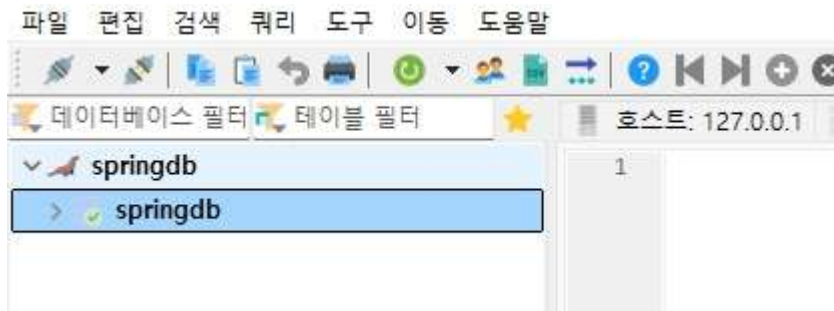 파일 편집 검색 쿼리 도구 이동 도움말
데이터베이스 필터 테이블 필터 호스트: 127.0.0.1
springdb 1
springdb